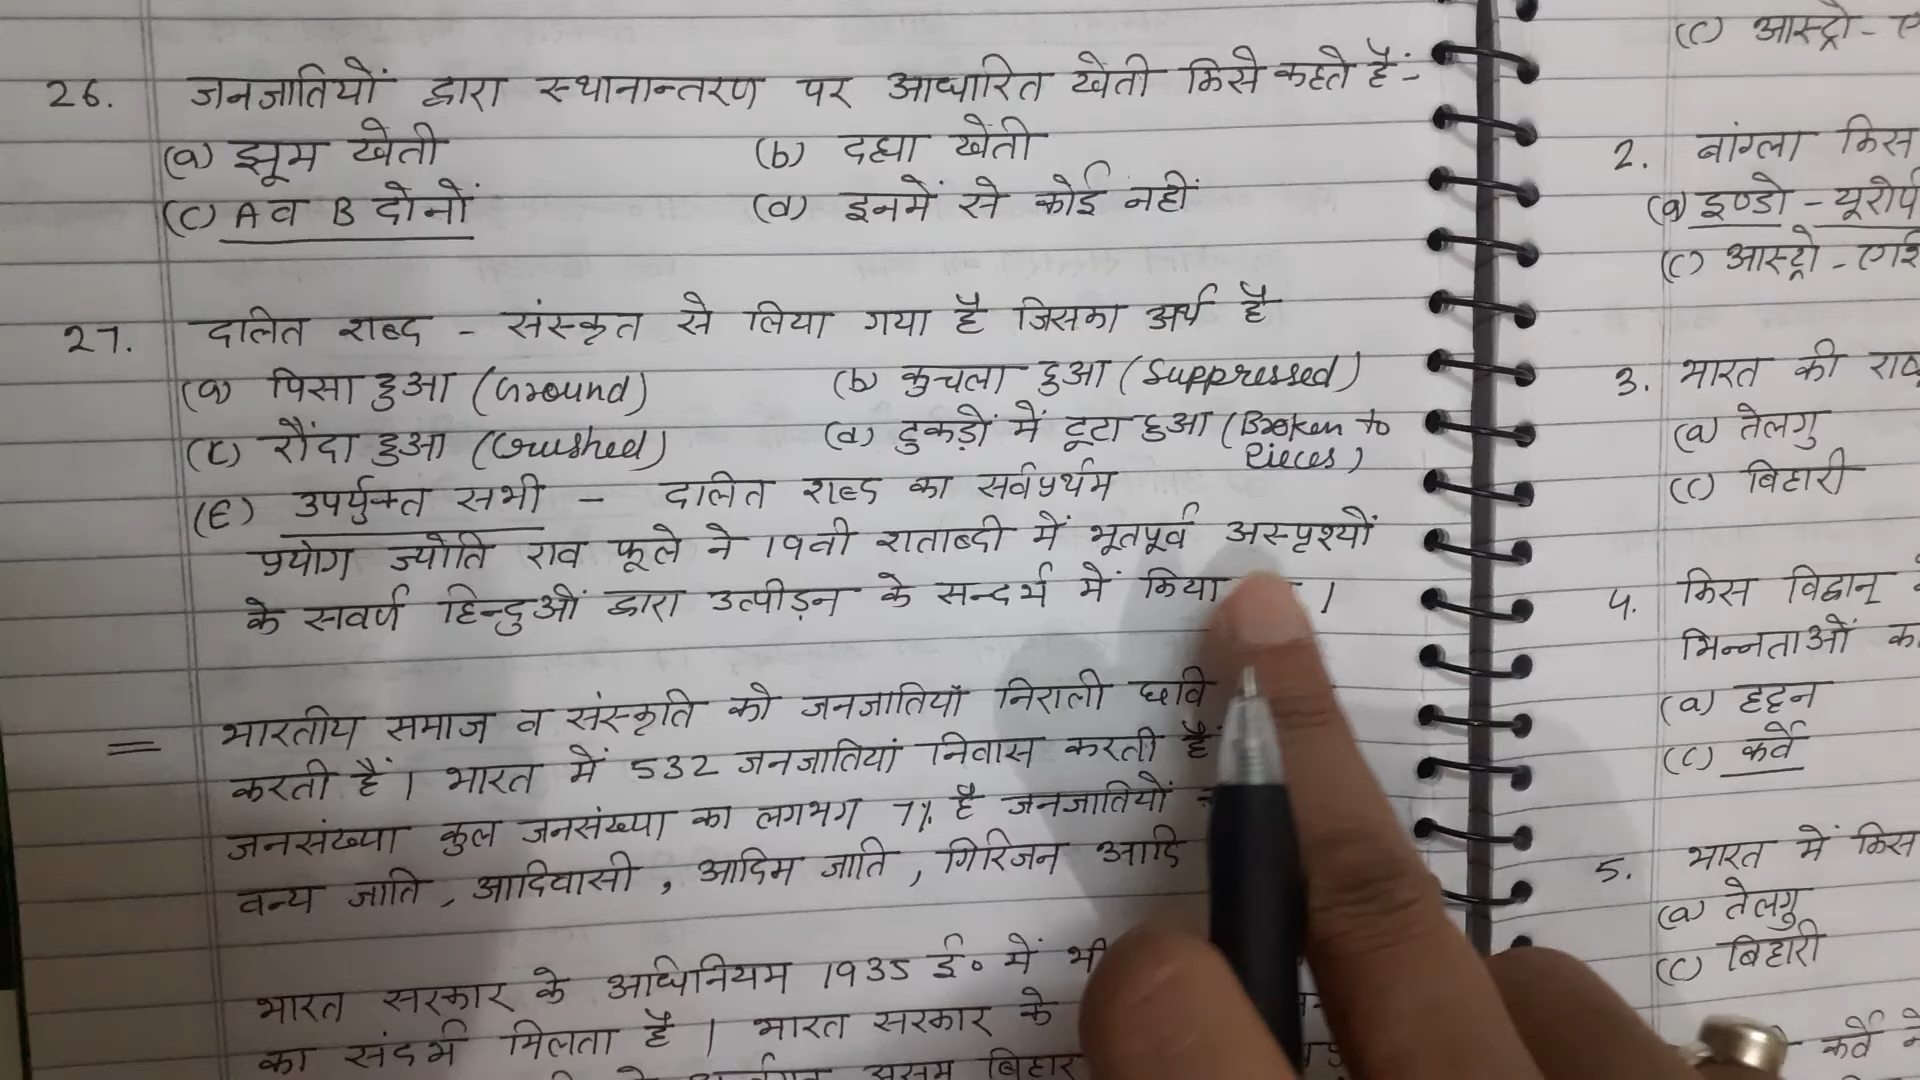 26. जनजातियों द्वारा स्थानान्तरण पर आधारित खेती किसे कहते हैं:-
(a) झूम खेती (b) दह्या खेती
(c) A व B दोनों (d) इनमें से कोई नहीं
27. दलित शब्द - संस्कृत से लिया गया है जिसका अर्थ है
(a) पिसा हुआ (Ground) (b) कुचला हुआ (Suppressed)
(c) रौंदा हुआ (Crushed) (d) टुकड़ों में टूटा हुआ (Broken to
Pieces)
(E) उपर्युक्त सभी - दलित शब्द का सर्वप्रथम
प्रयोग ज्योति राव फूले ने 19वी शताब्दी में भूतपूर्व अस्पृश्यों
के सवर्ण हिन्दुओं द्वारा उत्पीड़न के सन्दर्भ में किया ।
= भारतीय समाज व संस्कृति को जनजातियाँ निराली छवि
करती हैं । भारत में 532 जनजातियां निवास करती हैं
जनसंख्या कुल जनसंख्या का लगभग 7% है जनजातियों
वन्य जाति, आदिवासी, आदिम जाति, गिरिजन आदि
भारत सरकार के अधिनियम 1935 ई० में भी
का संदर्भ मिलता है । भारत सरकार के
असम बिहार
(c) आस्ट्रो -
2. बांग्ला किस
(a) इण्डो - यूरोपी
(c) आस्ट्रो - एशि
3. भारत की राष्
(a) तेलगु
(c) बिहारी
4. किस विद्वान्
भिन्नताओं का
(a) हट्टन
(c) कर्वे
5. भारत में किस
(a) तेलगु
(c) बिहारी
कर्वे ने